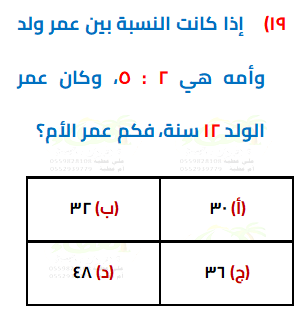 ١٩) إذا كانت النسبة بين عمر ولد
وأمه هي ٢ : ٥، وكان عمر
الولد ١٢ سنة، فكم عمر الأم؟
(أ) ٣٠
(ب) ٣٢
(ج) ٣٦
(د) ٤٨